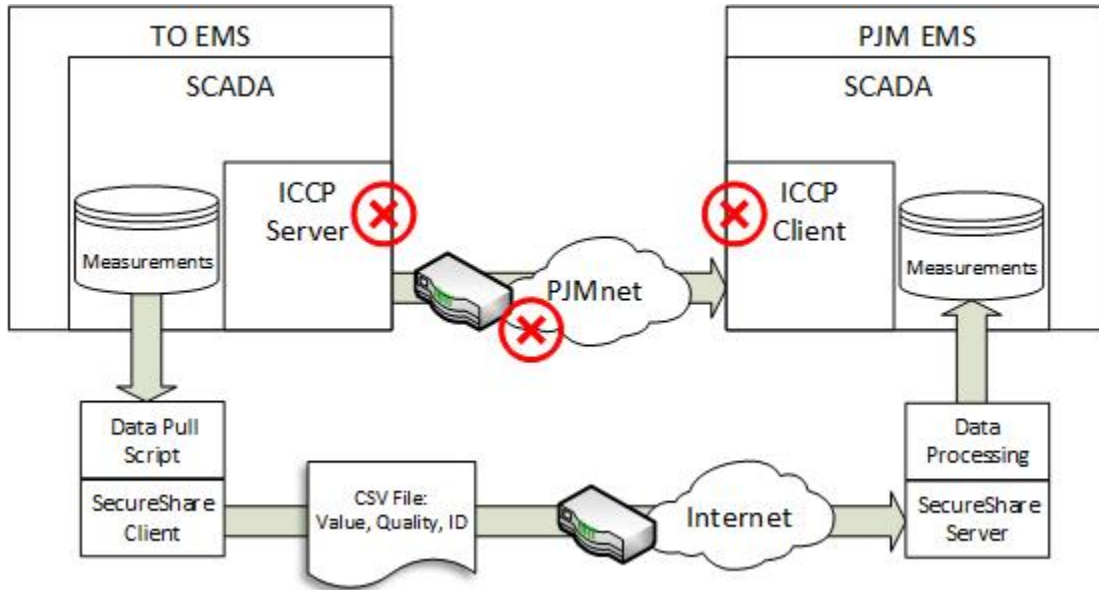 TO EMS
SCADA
ICCP
Server
Measurements
PJMnet
PJM EMS
SCADA
ICCP
Client
Measurements
Data Pull
Script
SecureShare
Client
CSV File:
Value, Quality, ID
Internet
Data
Processing
SecureShare
Server